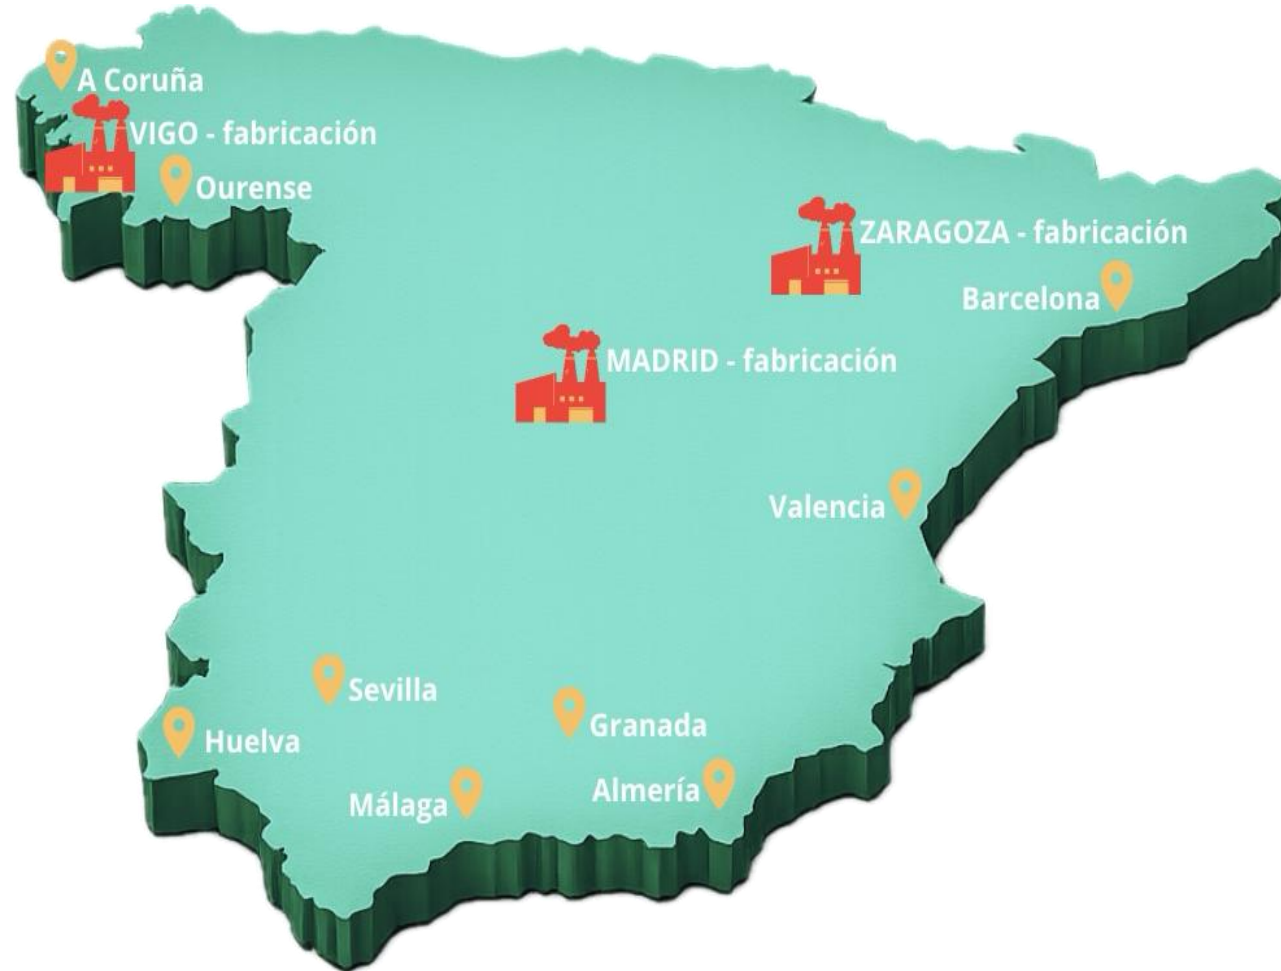 A Coruña
VIGO - fabricación
Ourense
ZARAGOZA - fabricación
Barcelona
MADRID - fabricación
Valencia
Sevilla
Granada
Huelva
Almería
Málaga